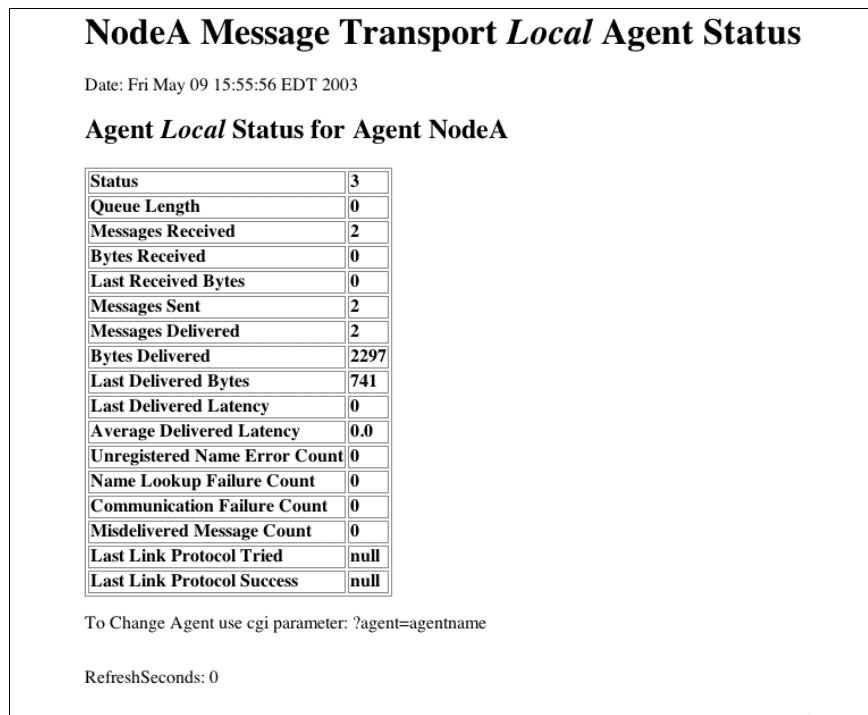 NodeA Message Transport Local Agent Status
Date: Fri May 09 15:55:56 EDT 2003
Agent Local Status for Agent NodeA
Status 3
Queue Length 0
Messages Received 2
Bytes Received 0
Last Received Bytes 0
Messages Sent 2
Messages Delivered 2
Bytes Delivered 2297
Last Delivered Bytes 741
Last Delivered Latency 0
Average Delivered Latency 0.0
Unregistered Name Error Count 0
Name Lookup Failure Count 0
Communication Failure Count 0
Misdelivered Message Count 0
Last Link Protocol Tried null
Last Link Protocol Success null
To Change Agent use cgi parameter: ?agent=agentname
RefreshSeconds: 0